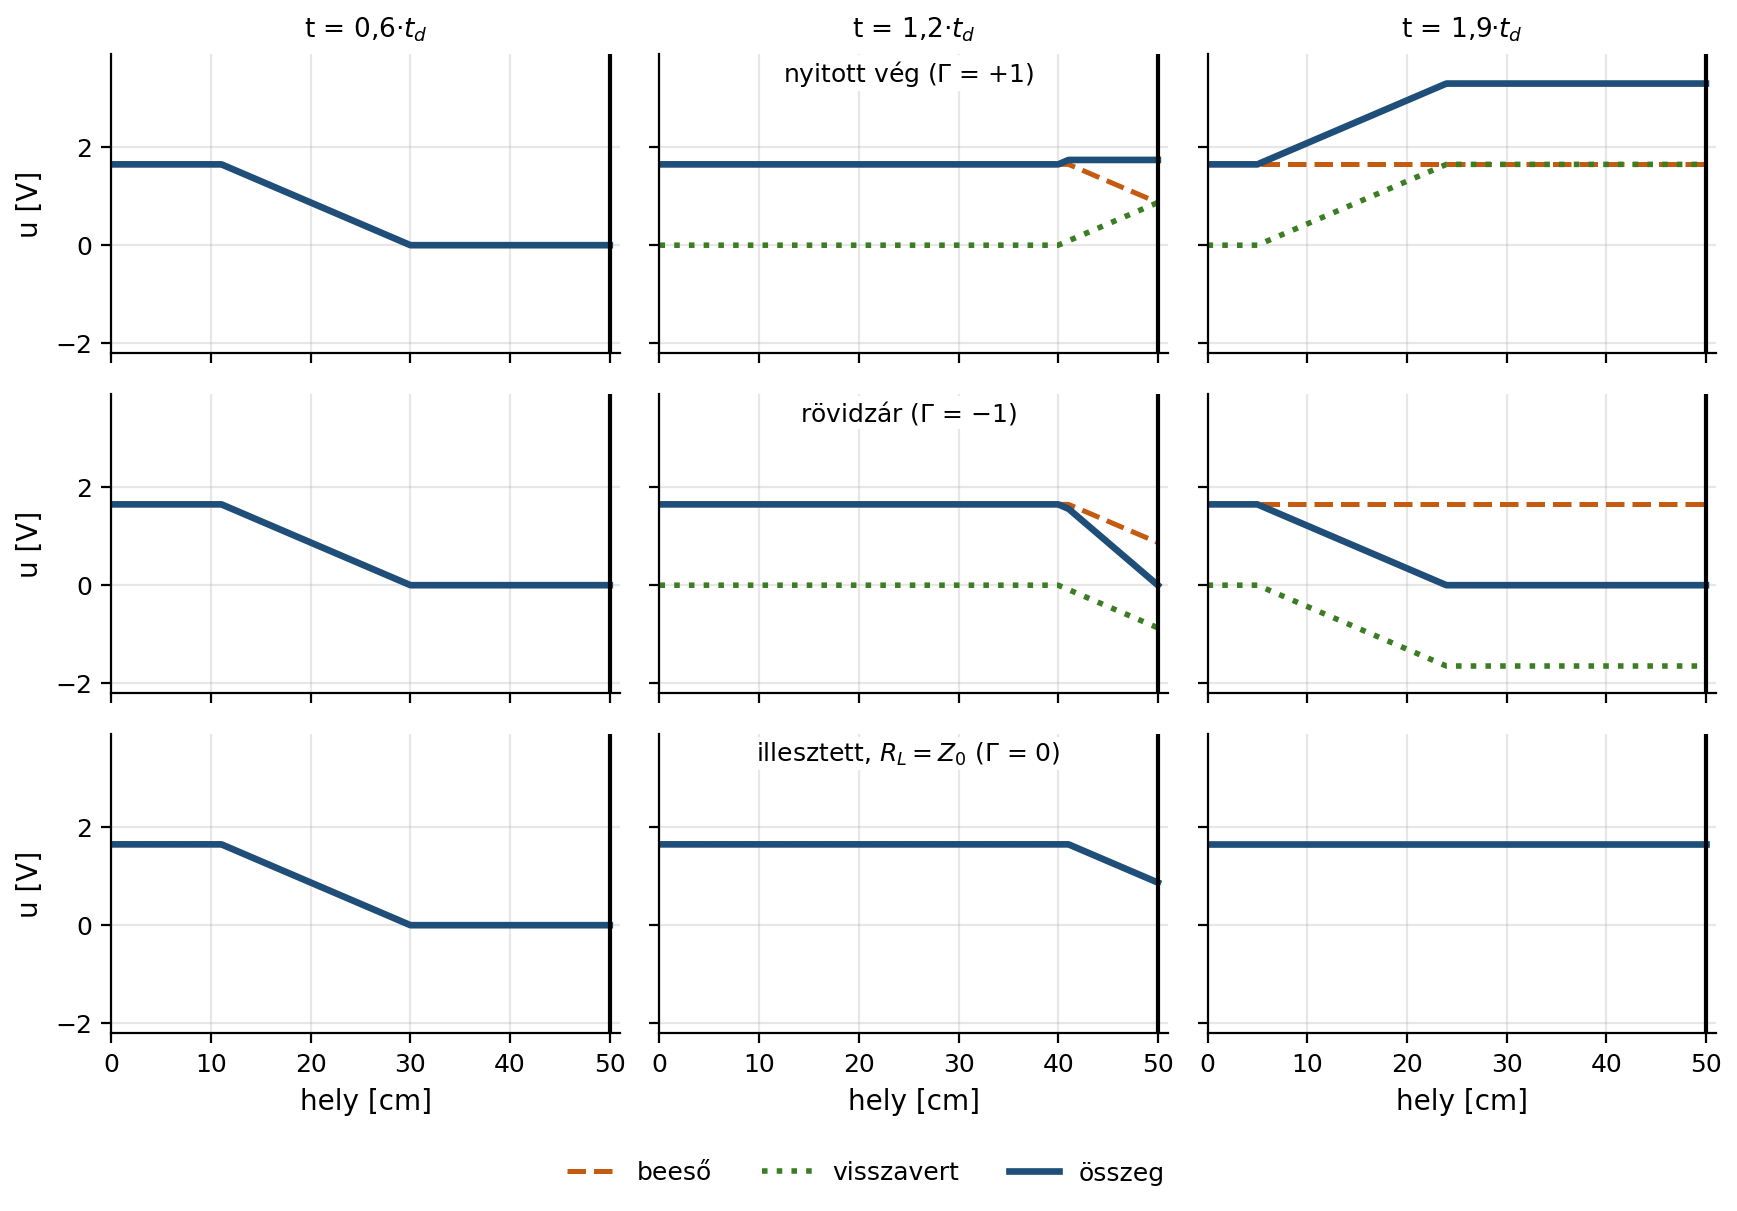 t = 0,6·t_d
t = 1,2·t_d
t = 1,9·t_d
u [V]
2
0
−2
nyitott vég (Γ = +1)
u [V]
2
0
−2
rövidzár (Γ = −1)
u [V]
2
0
−2
illesztett, R_L = Z_0 (Γ = 0)
0 10 20 30 40 50
0 10 20 30 40 50
0 10 20 30 40 50
hely [cm]
hely [cm]
hely [cm]
beeső
visszavert
összeg